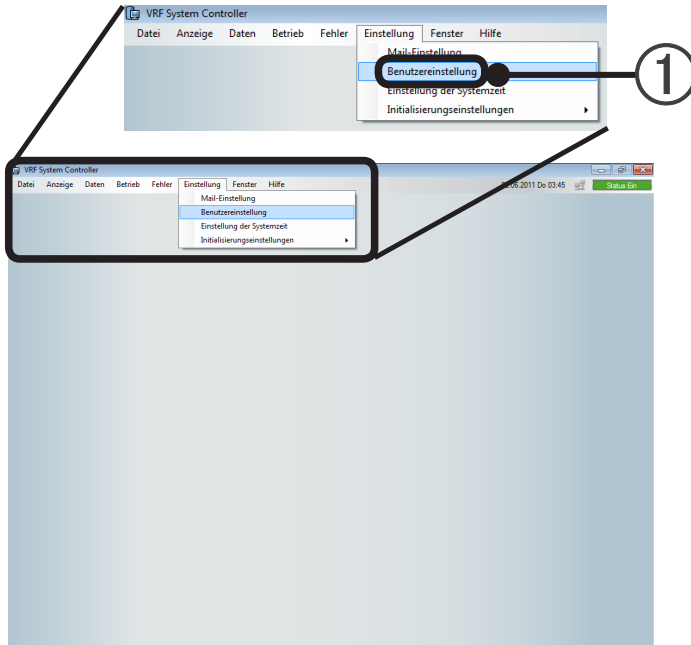 VRF System Controller
Datei Anzeige Daten Betrieb Fehler Einstellung Fenster Hilfe
Mail-Einstellung
Benutzereinstellung
Einstellung der Systemzeit
Initialisierungseinstellungen
1
VRF System Controller
Datei Anzeige Daten Betrieb Fehler Einstellung Fenster Hilfe .06.2011 Do 03:45 Status:Ein
Mail-Einstellung
Benutzereinstellung
Einstellung der Systemzeit
Initialisierungseinstellungen